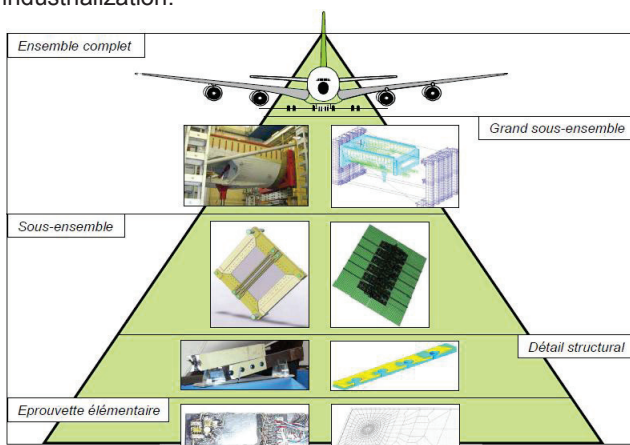 industrialization.
Ensemble complet
Grand sous-ensemble
Sous-ensemble
Détail structural
Eprouvette élémentaire